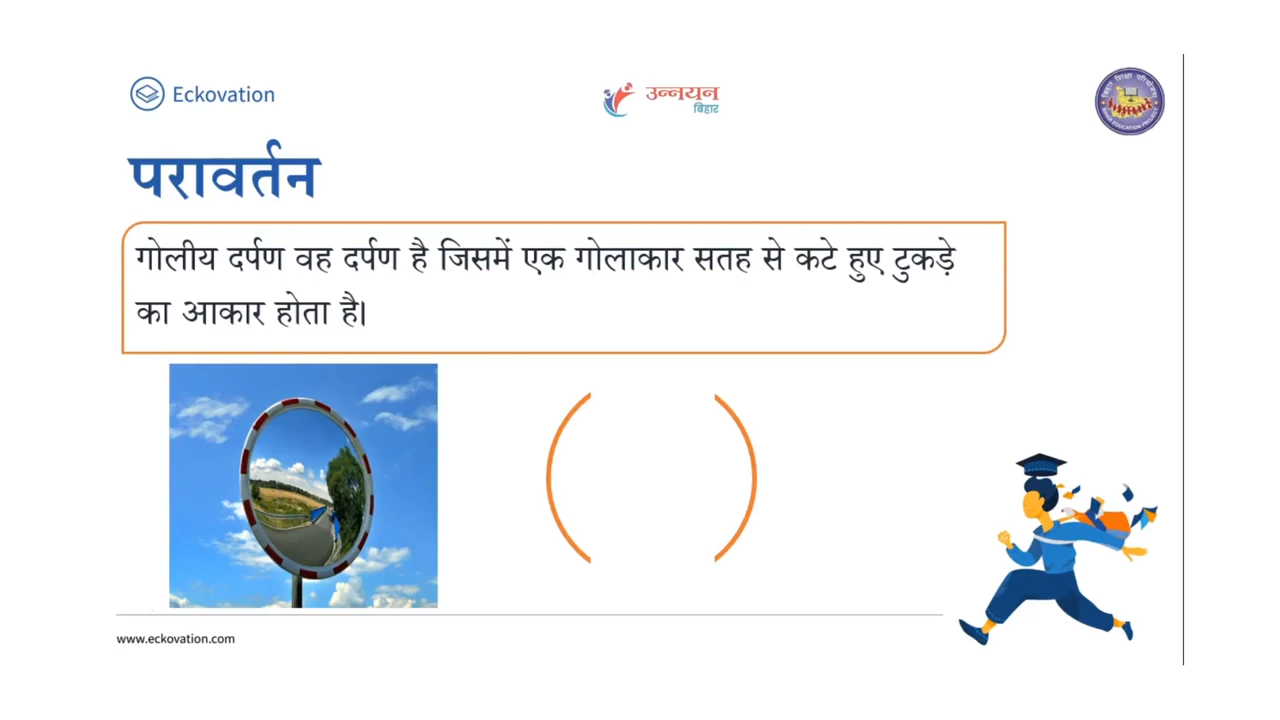 Eckovation
उन्नयन
बिहार
परावर्तन
गोलीय दर्पण वह दर्पण है जिसमें एक गोलाकार सतह से कटे हुए टुकड़े
का आकार होता है।
www.eckovation.com